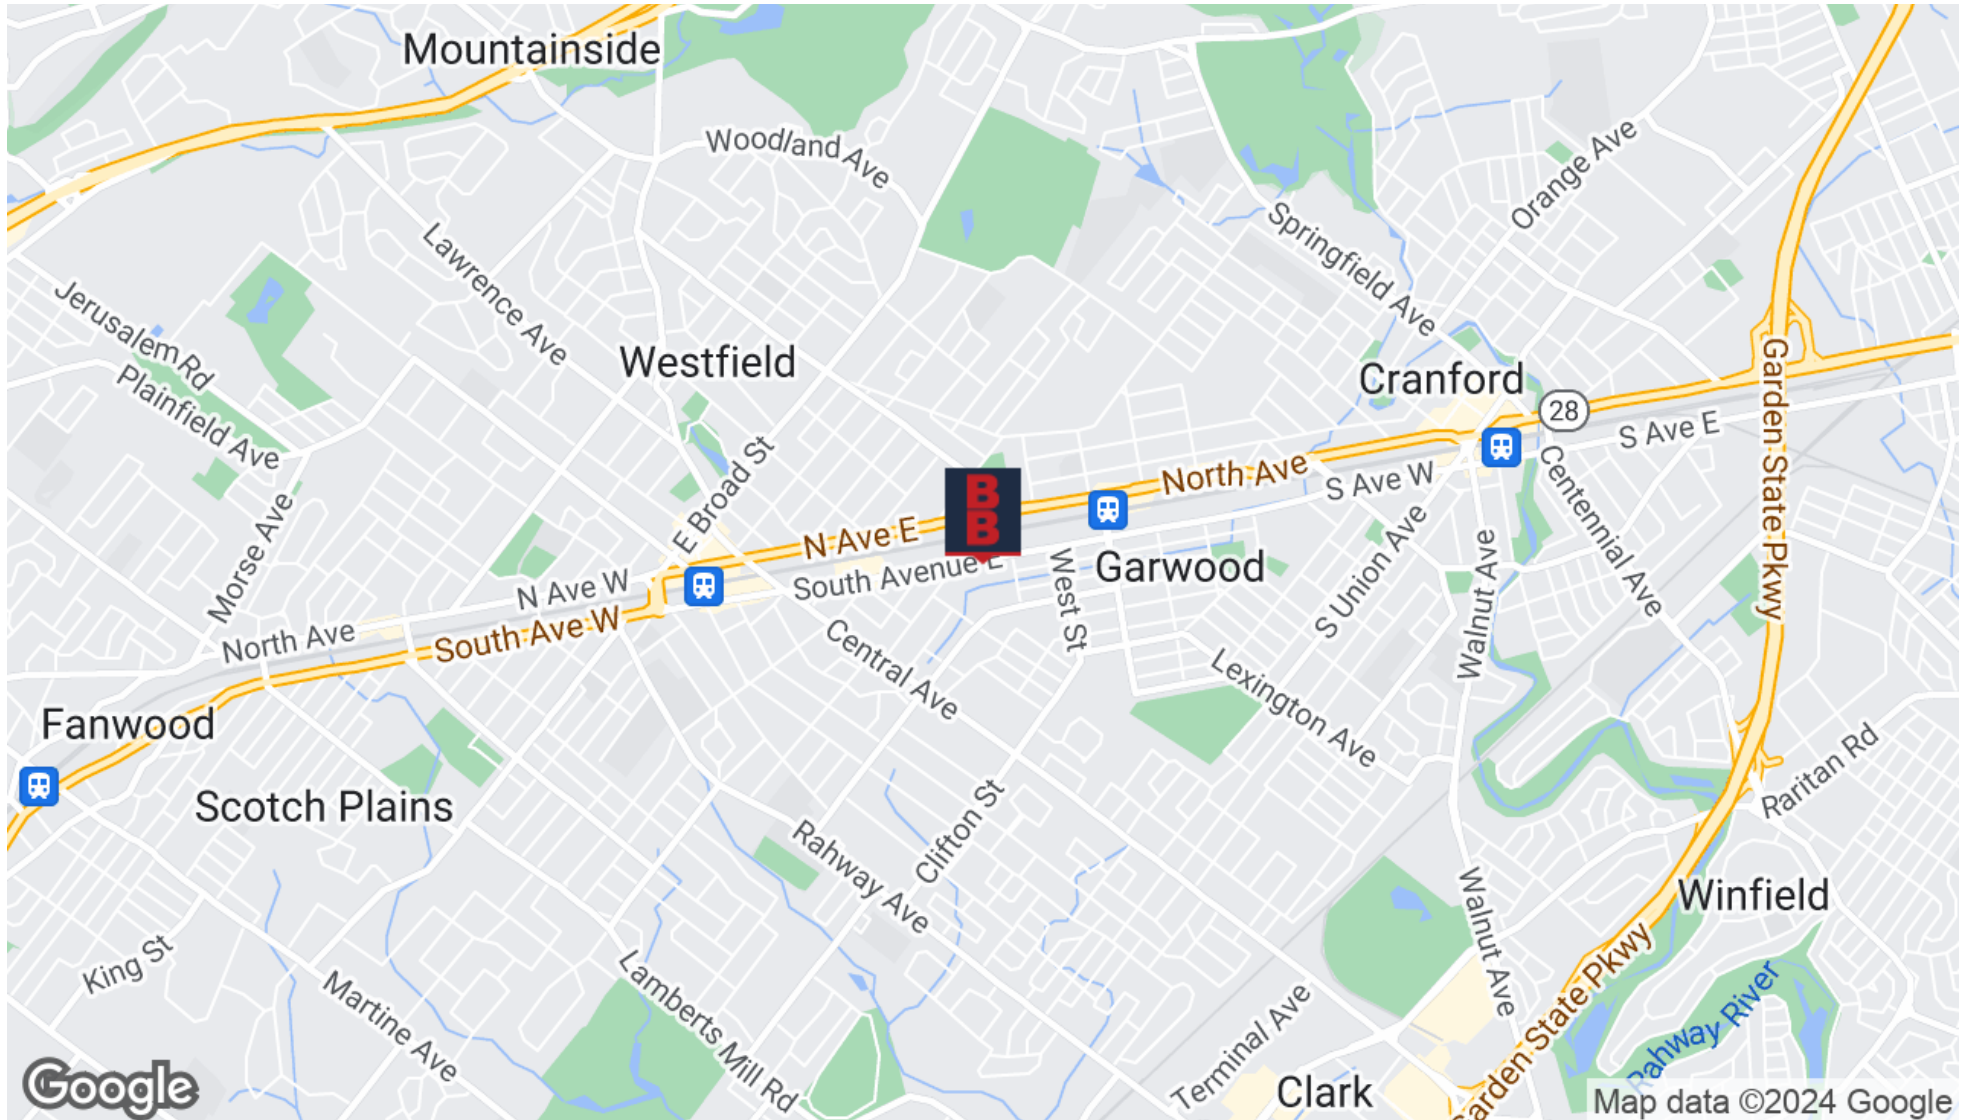 Mountainside
Woodland Ave
Orange Ave
Springfield Ave
Lawrence Ave
Jerusalem Rd
Plainfield Ave
Westfield
Cranford
28
Garden State Pkwy
S Ave E
E Broad St
B
B
North Ave
S Ave W
Centennial Ave
N Ave E
South Avenue E
Garwood
West St
Morse Ave
N Ave W
S Union Ave
Walnut Ave
North Ave
South Ave W
Central Ave
Lexington Ave
Fanwood
Raritan Rd
Scotch Plains
Clifton St
Rahway Ave
Winfield
Walnut Ave
King St
Martine Ave
Lamberts Mill Rd
Terminal Ave
Garden State Pkwy
Rahway River
Clark
Google
Map data ©2024 Google